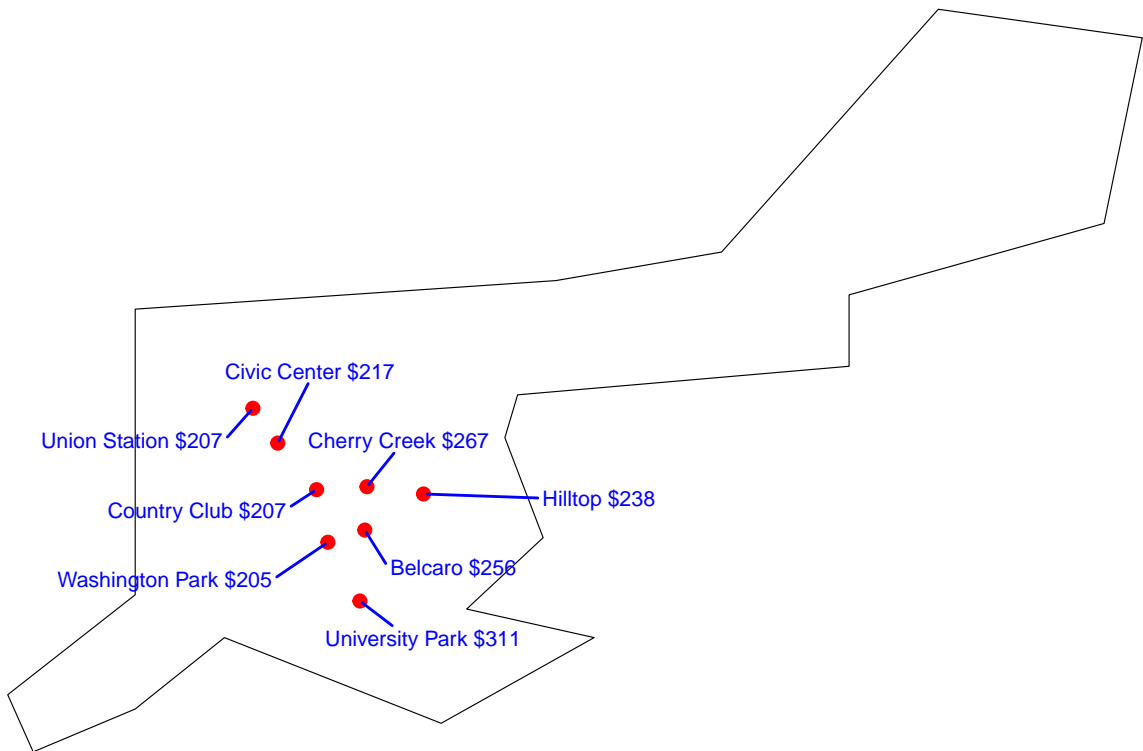 Civic Center $217
Union Station $207
Cherry Creek $267
Hilltop $238
Country Club $207
Belcaro $256
Washington Park $205
University Park $311